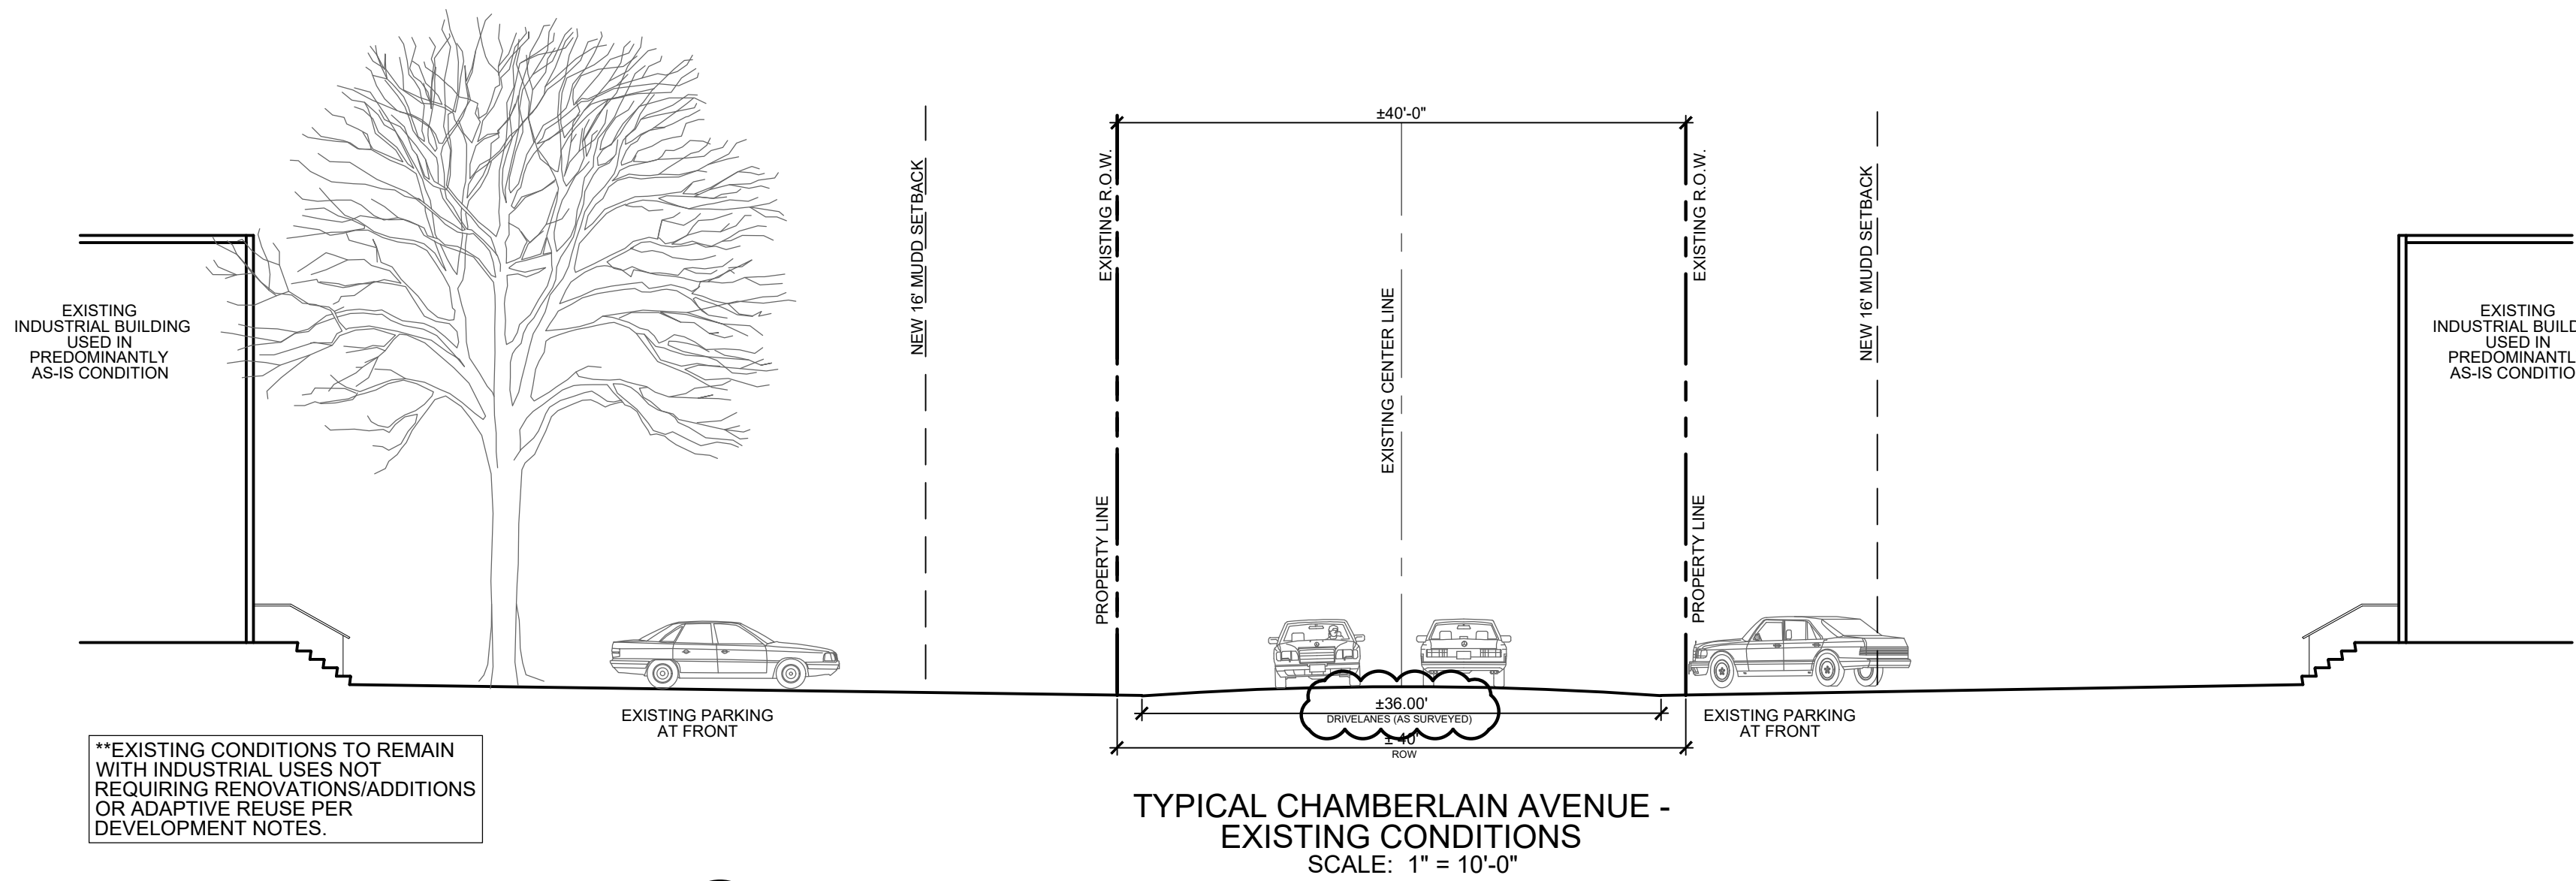 ±40'-0"
NEW 16' MUDD SETBACK
EXISTING R.O.W.
PROPERTY LINE
EXISTING CENTER LINE
EXISTING R.O.W.
PROPERTY LINE
NEW 16' MUDD SETBACK
EXISTING
INDUSTRIAL BUILDING
USED IN
PREDOMINANTLY
AS-IS CONDITION
EXISTING
INDUSTRIAL BUILD
USED IN
PREDOMINANTL
AS-IS CONDITIO
EXISTING PARKING
AT FRONT
±36.00'
DRIVELANES (AS SURVEYED)
± 40'
ROW
EXISTING PARKING
AT FRONT
**EXISTING CONDITIONS TO REMAIN
WITH INDUSTRIAL USES NOT
REQUIRING RENOVATIONS/ADDITIONS
OR ADAPTIVE REUSE PER
DEVELOPMENT NOTES.
TYPICAL CHAMBERLAIN AVENUE -
EXISTING CONDITIONS
SCALE: 1" = 10'-0"